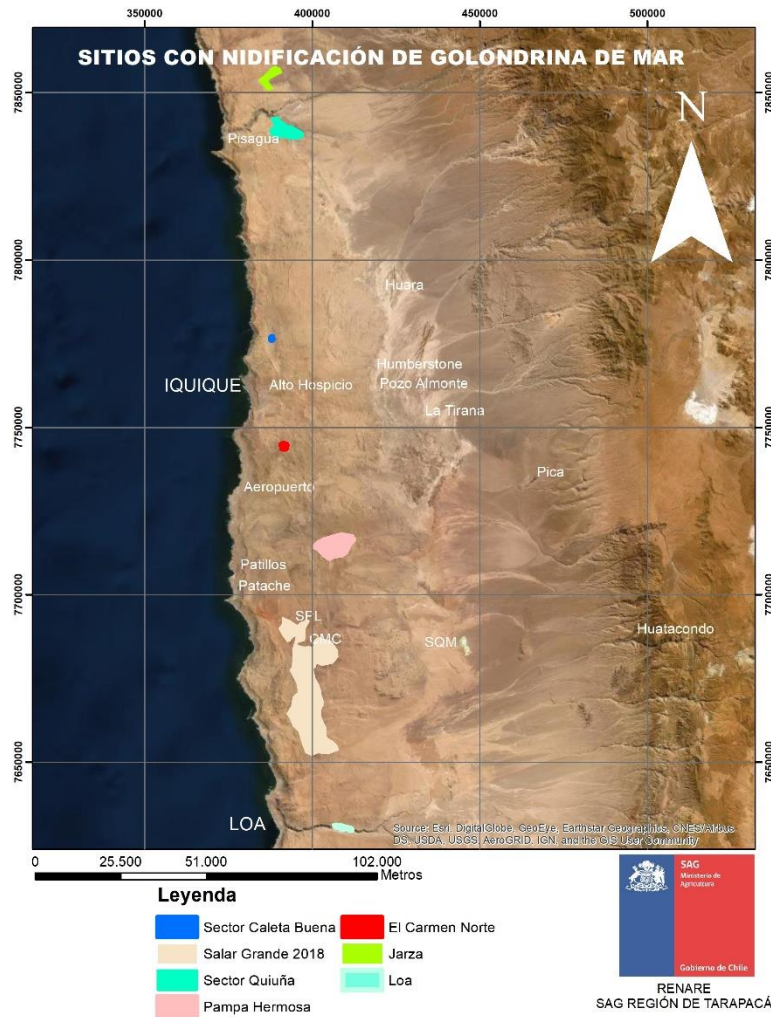 350000 400000 450000 500000
SITIOS CON NIDIFICACIÓN DE GOLONDRINA DE MAR
7850000 7850000
N
Pisagua
7800000 7800000
Huara
Humberstone
IQUIQUE Alto Hospicio Pozo Almonte
La Tirana
7750000 7750000
Pica
Aeropuerto
Patillos
Patache
7700000 7700000
SPL
CMC SQM Huatacondo
7650000 7650000
LOA
Source: Esri, DigitalGlobe, GeoEye, Earthstar Geographics, CNES/Airbus
DS, USDA, USGS, AeroGRID, IGN, and the GIS User Community
0 25.500 51.000 102.000
Metros
Leyenda
Sector Caleta Buena El Carmen Norte
Salar Grande 2018 Jarza
Sector Quiuña Loa
Pampa Hermosa
SAG
Ministerio de
Agricultura
Gobierno de Chile
RENARE
SAG REGIÓN DE TARAPACÁ